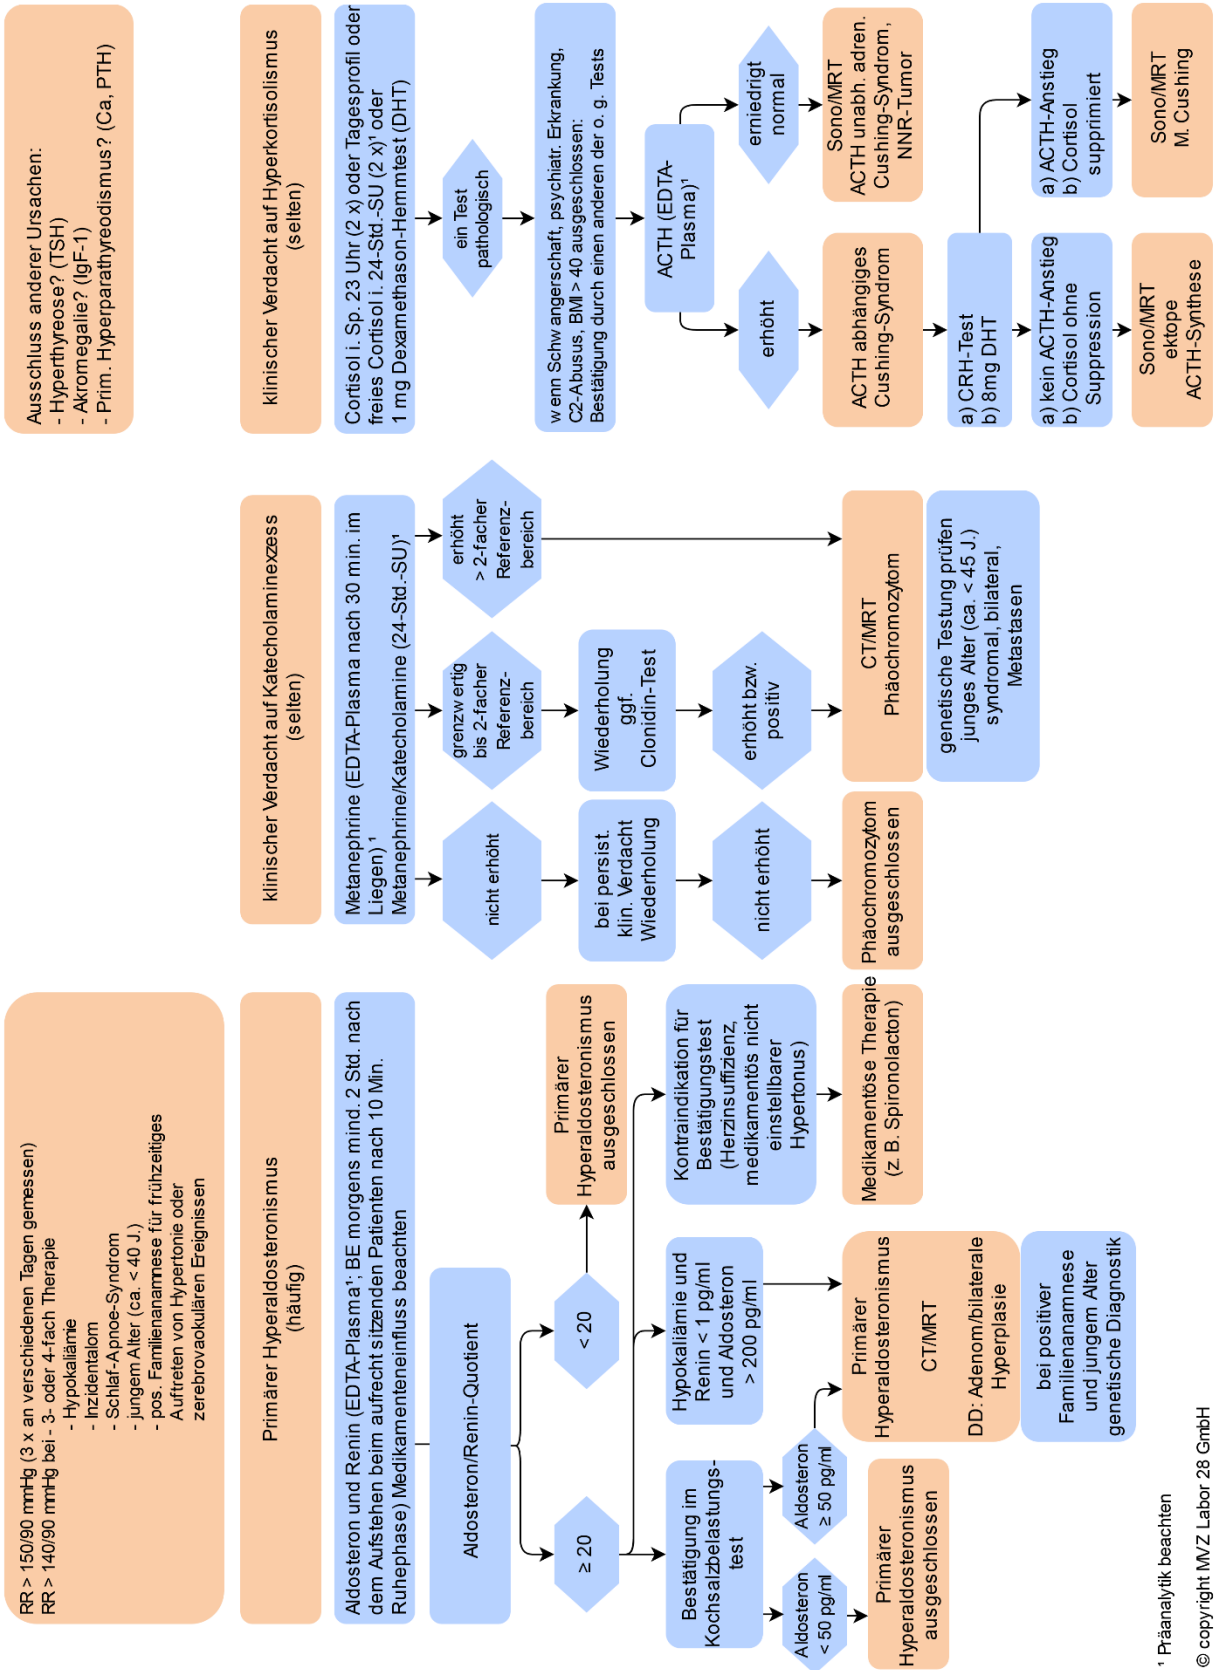 RR > 150/90 mmHg (3 x an verschiedenen Tagen gemessen)
RR > 140/90 mmHg bei - 3- oder 4-fach Therapie
- Hypokaliämie
- Inzidentalom
- Schlaf-Apnoe-Syndrom
- jungem Alter (ca. < 40 J.)
- pos. Familienanamnese für frühzeitiges
Auftreten von Hypertonie oder
zerebrovaokulären Ereignissen
Ausschluss anderer Ursachen:
- Hyperthyreose? (TSH)
- Akromegalie? (IgF-1)
- Prim. Hyperparathyreodismus? (Ca, PTH)
Primärer Hyperaldosteronismus
(häufig)
Aldosteron und Renin (EDTA-Plasma¹; BE morgens mind. 2 Std. nach
dem Aufstehen beim aufrecht sitzenden Patienten nach 10 Min.
Ruhephase) Medikamenteneinfluss beachten
Aldosteron/Renin-Quotient
≥ 20
< 20
Primärer
Hyperaldosteronismus
ausgeschlossen
Bestätigung im
Kochsalzbelastungs-
test
Hypokaliämie und
Renin < 1 pg/ml
und Aldosteron
> 200 pg/ml
Kontraindikation für
Bestätigungstest
(Herzinsuffizienz,
medikamentös nicht
einstellbarer
Hypertonus)
Aldosteron
< 50 pg/ml
Aldosteron
≥ 50 pg/ml
Primärer
Hyperaldosteronismus
ausgeschlossen
Primärer
Hyperaldosteronismus
CT/MRT
DD: Adenom/bilaterale
Hyperplasie
bei positiver
Familienanamnese
und jungem Alter
genetische Diagnostik
Medikamentöse Therapie
(z. B. Spironolacton)
klinischer Verdacht auf Katecholaminexzess
(selten)
Metanephrine (EDTA-Plasma nach 30 min. im
Liegen) ¹
Metanephrine/Katecholamine (24-Std.-SU)¹
nicht erhöht
grenzwertig
bis 2-facher
Referenz-
bereich
erhöht
> 2-facher
Referenz-
bereich
bei persist.
klin. Verdacht
Wiederholung
Wiederholung
ggf.
Clonidin-Test
nicht erhöht
erhöht bzw.
positiv
Phäochromozytom
ausgeschlossen
CT/MRT
Phäochromozytom
genetische Testung prüfen
junges Alter (ca. < 45 J.)
syndromal, bilateral,
Metastasen
klinischer Verdacht auf Hyperkortisolismus
(selten)
Cortisol i. Sp. 23 Uhr (2 x) oder Tagesprofil oder
freies Cortisol i. 24-Std.-SU (2 x)¹ oder
1 mg Dexamethason-Hemmtest (DHT)
ein Test
pathologisch
wenn Schwangerschaft, psychiatr. Erkrankung,
C2-Abusus, BMI > 40 ausgeschlossen:
Bestätigung durch einen anderen der o. g. Tests
ACTH (EDTA-
Plasma)¹
erhöht
erniedrigt
normal
ACTH abhängiges
Cushing-Syndrom
Sono/MRT
ACTH unabh. adren.
Cushing-Syndrom,
NNR-Tumor
a) CRH-Test
b) 8mg DHT
a) kein ACTH-Anstieg
b) Cortisol ohne
Suppression
a) ACTH-Anstieg
b) Cortisol
supprimiert
Sono/MRT
ektope
ACTH-Synthese
Sono/MRT
M. Cushing
¹ Präanalytik beachten
© copyright MVZ Labor 28 GmbH